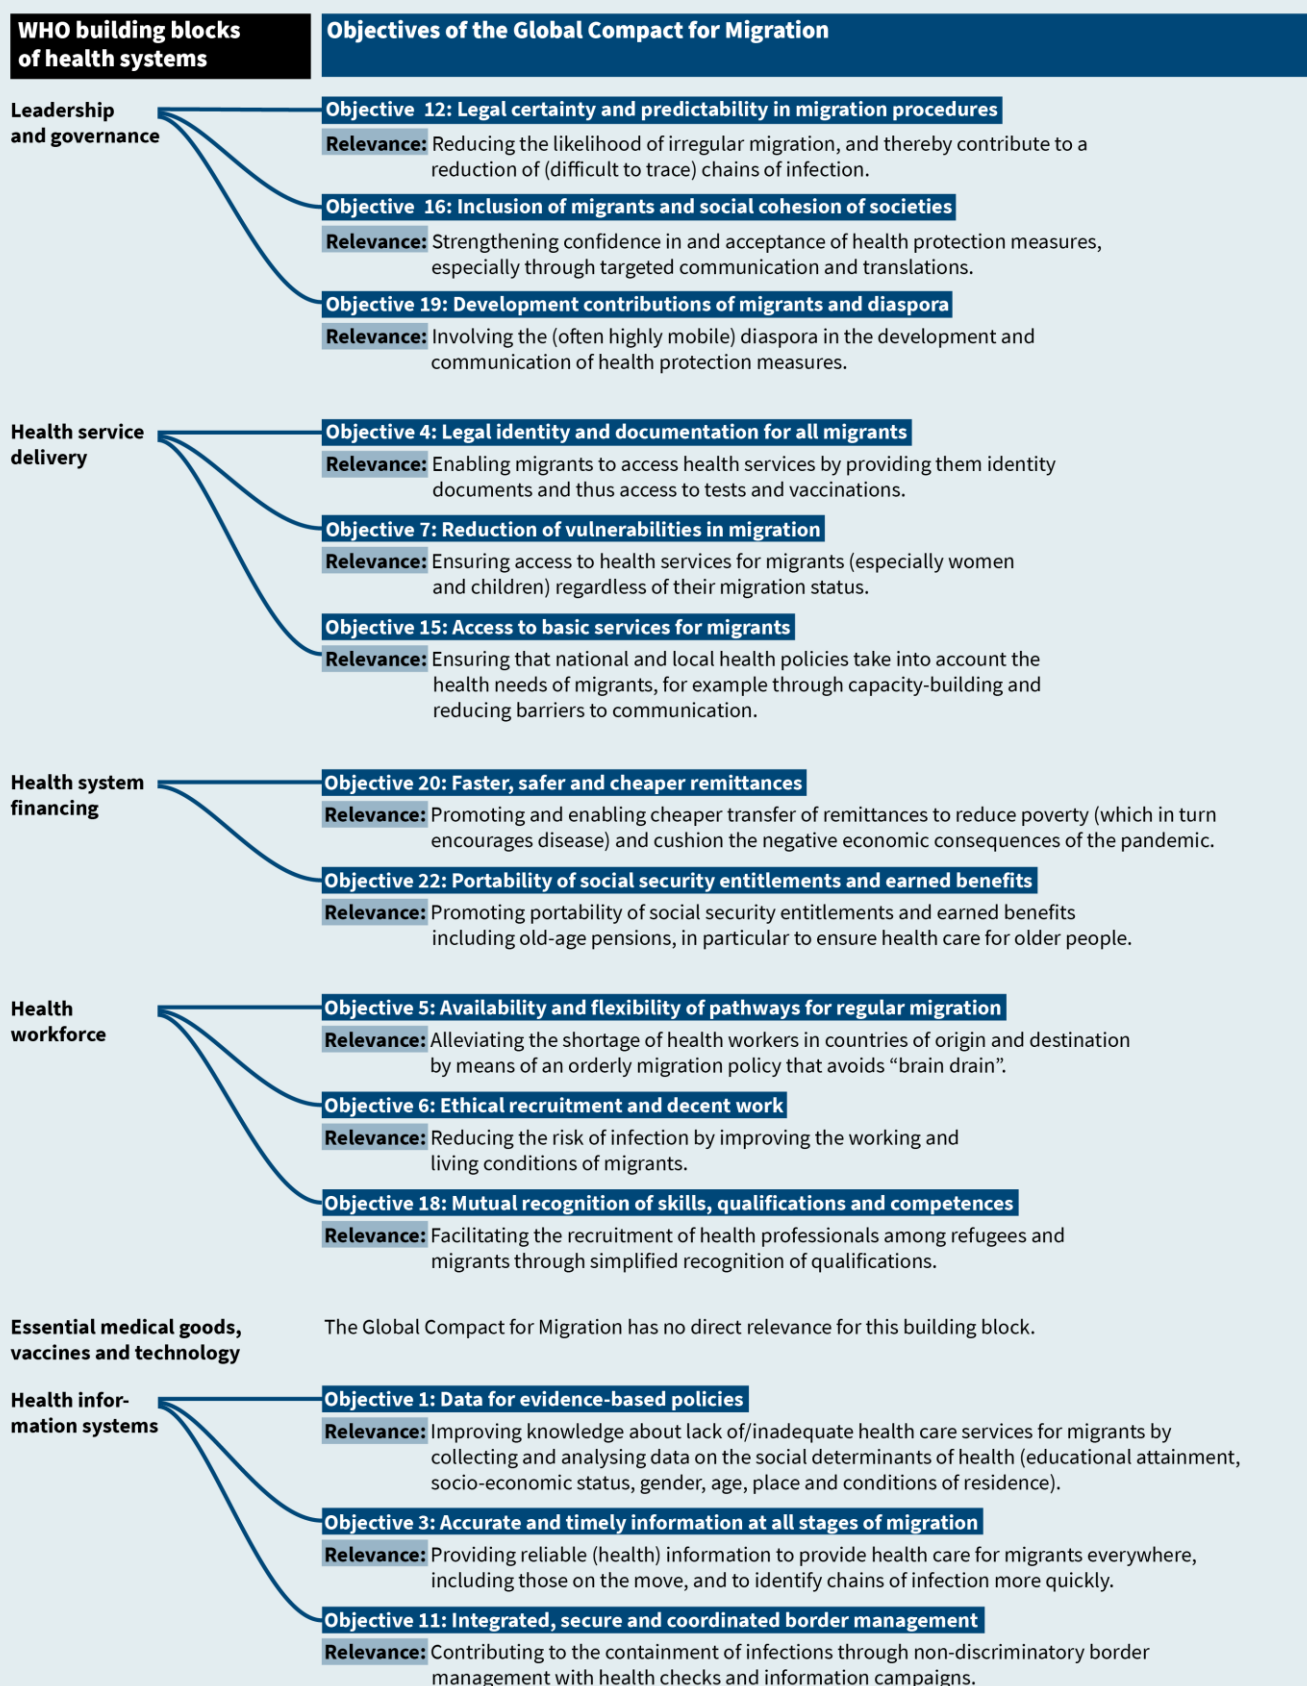 WHO building blocks
of health systems
Objectives of the Global Compact for Migration
Leadership
and governance
Objective 12: Legal certainty and predictability in migration procedures
Relevance: Reducing the likelihood of irregular migration, and thereby contribute to a
reduction of (difficult to trace) chains of infection.
Objective 16: Inclusion of migrants and social cohesion of societies
Relevance: Strengthening confidence in and acceptance of health protection measures,
especially through targeted communication and translations.
Objective 19: Development contributions of migrants and diaspora
Relevance: Involving the (often highly mobile) diaspora in the development and
communication of health protection measures.
Health service
delivery
Objective 4: Legal identity and documentation for all migrants
Relevance: Enabling migrants to access health services by providing them identity
documents and thus access to tests and vaccinations.
Objective 7: Reduction of vulnerabilities in migration
Relevance: Ensuring access to health services for migrants (especially women
and children) regardless of their migration status.
Objective 15: Access to basic services for migrants
Relevance: Ensuring that national and local health policies take into account the
health needs of migrants, for example through capacity-building and
reducing barriers to communication.
Health system
financing
Objective 20: Faster, safer and cheaper remittances
Relevance: Promoting and enabling cheaper transfer of remittances to reduce poverty (which in turn
encourages disease) and cushion the negative economic consequences of the pandemic.
Objective 22: Portability of social security entitlements and earned benefits
Relevance: Promoting portability of social security entitlements and earned benefits
including old-age pensions, in particular to ensure health care for older people.
Health
workforce
Objective 5: Availability and flexibility of pathways for regular migration
Relevance: Alleviating the shortage of health workers in countries of origin and destination
by means of an orderly migration policy that avoids “brain drain”.
Objective 6: Ethical recruitment and decent work
Relevance: Reducing the risk of infection by improving the working and
living conditions of migrants.
Objective 18: Mutual recognition of skills, qualifications and competences
Relevance: Facilitating the recruitment of health professionals among refugees and
migrants through simplified recognition of qualifications.
Essential medical goods,
vaccines and technology
The Global Compact for Migration has no direct relevance for this building block.
Health infor-
mation systems
Objective 1: Data for evidence-based policies
Relevance: Improving knowledge about lack of/inadequate health care services for migrants by
collecting and analysing data on the social determinants of health (educational attainment,
socio-economic status, gender, age, place and conditions of residence).
Objective 3: Accurate and timely information at all stages of migration
Relevance: Providing reliable (health) information to provide health care for migrants everywhere,
including those on the move, and to identify chains of infection more quickly.
Objective 11: Integrated, secure and coordinated border management
Relevance: Contributing to the containment of infections through non-discriminatory border
management with health checks and information campaigns.